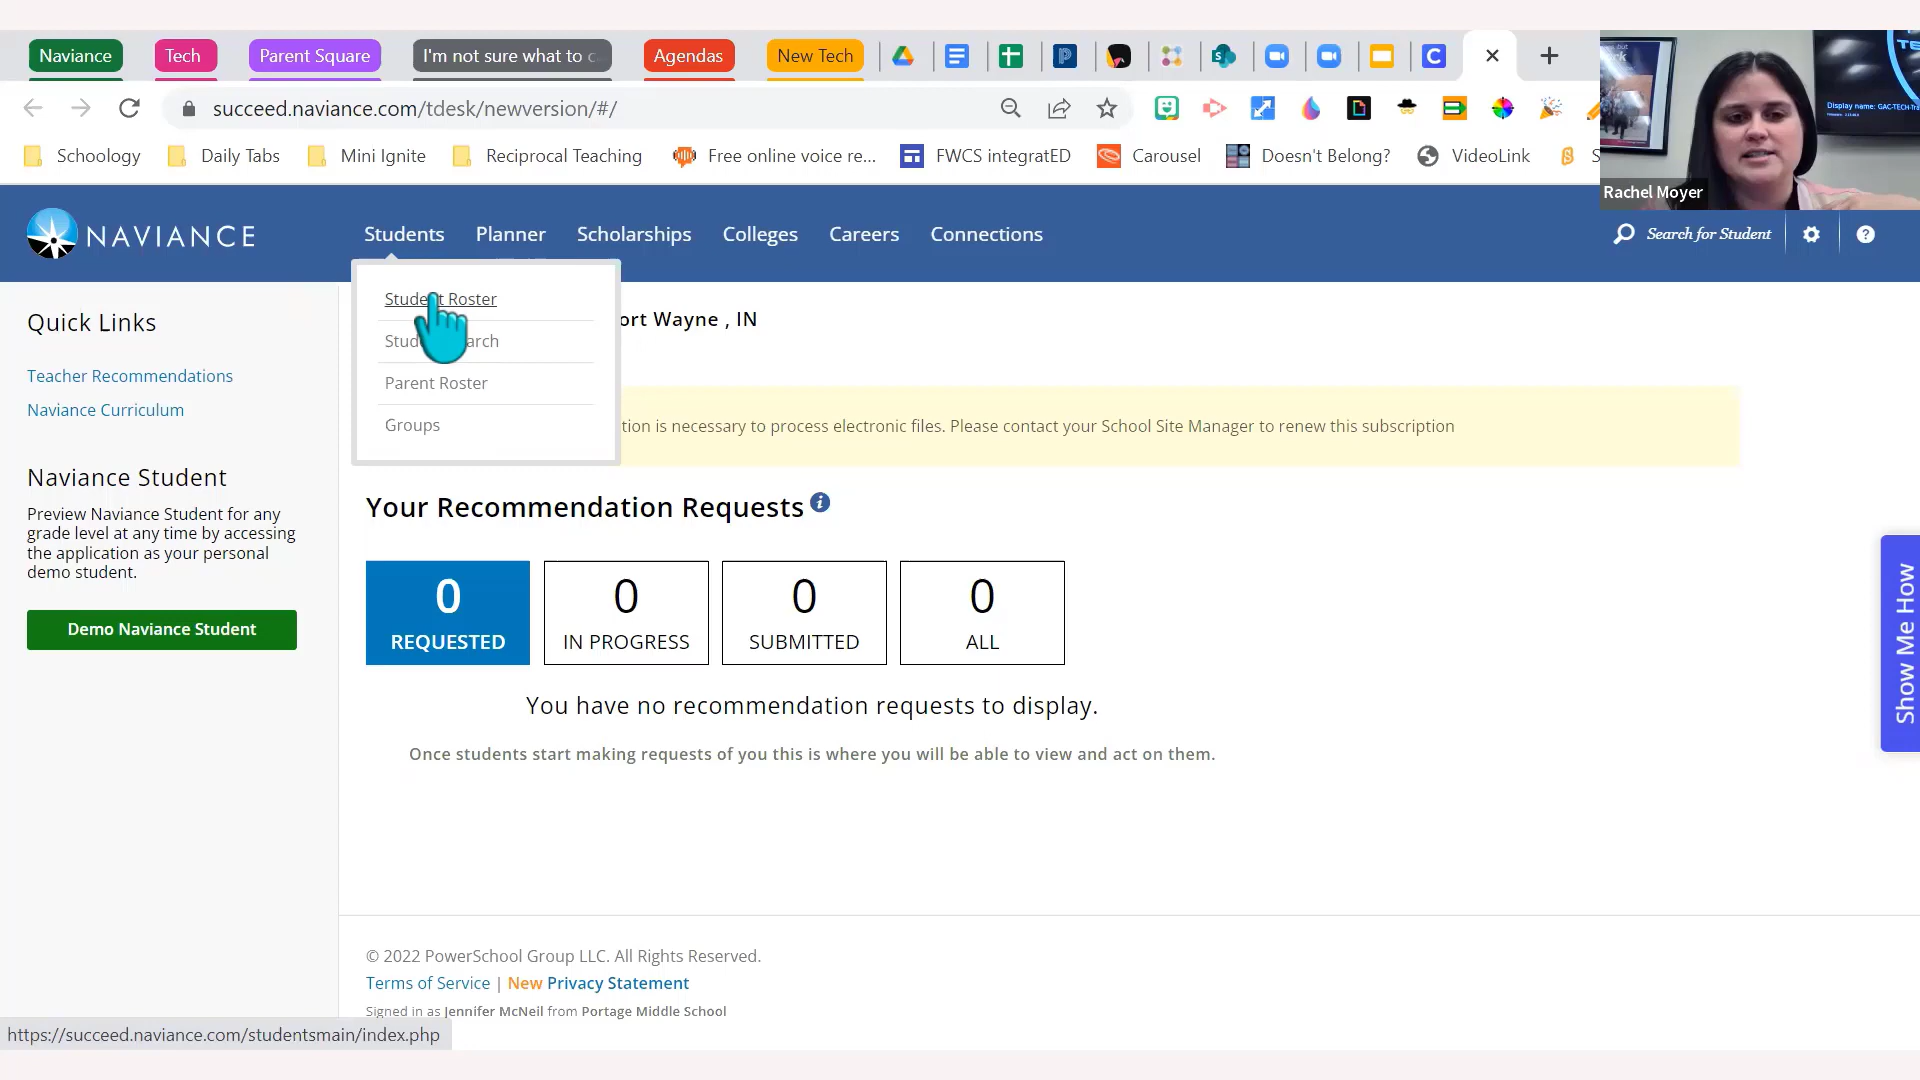 Naviance
Tech
Parent Square
I'm not sure what to c
Agendas
New Tech
succeed.naviance.com/tdesk/newversion/#/
Schoology
Daily Tabs
Mini Ignite
Reciprocal Teaching
Free online voice re...
FWCS integratED
Carousel
Doesn't Belong?
VideoLink
S
Display name: GAC-TECH-Tra
Rachel Moyer
NAVIANCE
Students
Planner
Scholarships
Colleges
Careers
Connections
Search for Student
Student Roster
Parent Roster
Groups
Quick Links
Teacher Recommendations
Naviance Curriculum
Naviance Student
Preview Naviance Student for any
grade level at any time by accessing
the application as your personal
demo student.
Demo Naviance Student
ort Wayne , IN
tion is necessary to process electronic files. Please contact your School Site Manager to renew this subscription
Your Recommendation Requests
0
REQUESTED
0
IN PROGRESS
0
SUBMITTED
0
ALL
You have no recommendation requests to display.
Once students start making requests of you this is where you will be able to view and act on them.
Show Me How
© 2022 PowerSchool Group LLC. All Rights Reserved.
Terms of Service | New Privacy Statement
Signed in as Jennifer McNeil from Portage Middle School
https://succeed.naviance.com/studentsmain/index.php